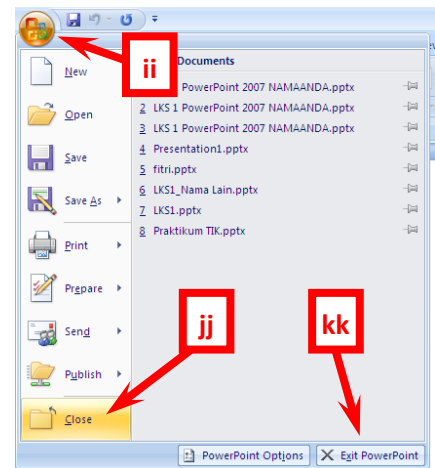 ii
Documents
New
PowerPoint 2007 NAMAANDA.pptx
Open
2 LKS 1 PowerPoint 2007 NAMAANDA.pptx
3 LKS 1 PowerPoint 2007 NAMAANDA.pptx
Save
4 Presentation1.pptx
5 fitri.pptx
Save As
6 LKS1_Nama Lain.pptx
7 LKS1.pptx
8 Praktikum TIK.pptx
Print
Prepare
Send
jj
kk
Publish
Close
PowerPoint Options
X Exit PowerPoint